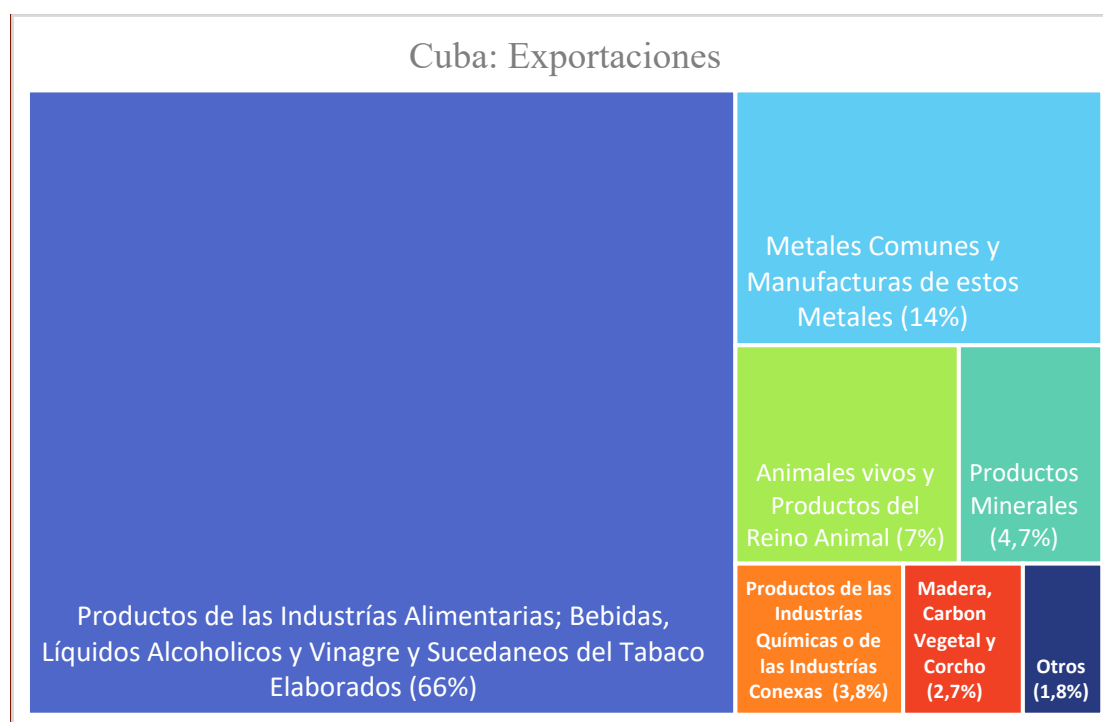 Cuba: Exportaciones
Productos de las Industrías Alimentarias; Bebidas,
Líquidos Alcoholicos y Vinagre y Sucedaneos del Tabaco
Elaborados (66%)
Metales Comunes y
Manufacturas de estos
Metales (14%)
Animales vivos y
Productos del
Reino Animal (7%)
Productos
Minerales
(4,7%)
Productos de las
Industrías
Químicas o de
las Industrías
Conexas (3,8%)
Madera,
Carbon
Vegetal y
Corcho
(2,7%)
Otros
(1,8%)